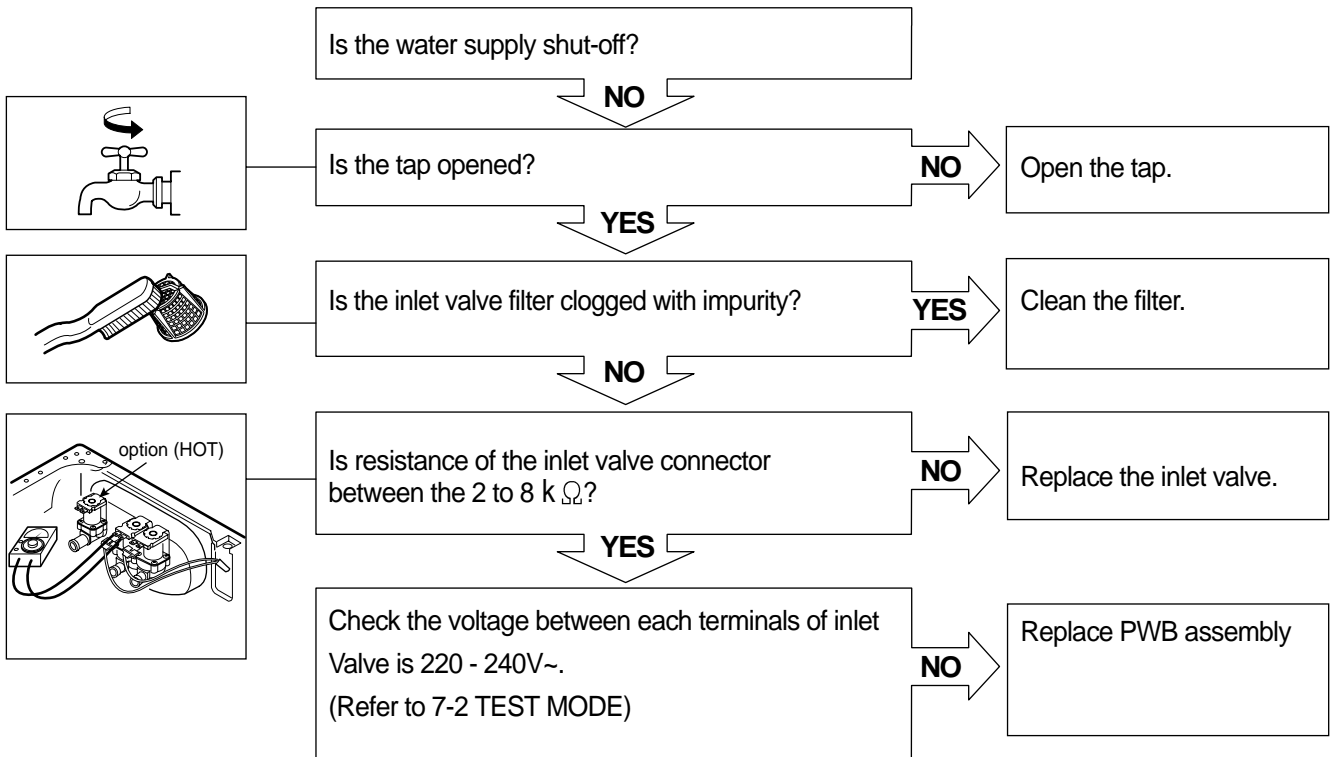 Is the water supply shut-off?
NO
Is the tap opened?
NO
Open the tap.
YES
Is the inlet valve filter clogged with impurity?
YES
Clean the filter.
NO
option (HOT)
Is resistance of the inlet valve connector
between the 2 to 8 k Ω?
NO
Replace the inlet valve.
YES
Check the voltage between each terminals of inlet
Valve is 220 - 240V~.
(Refer to 7-2 TEST MODE)
NO
Replace PWB assembly